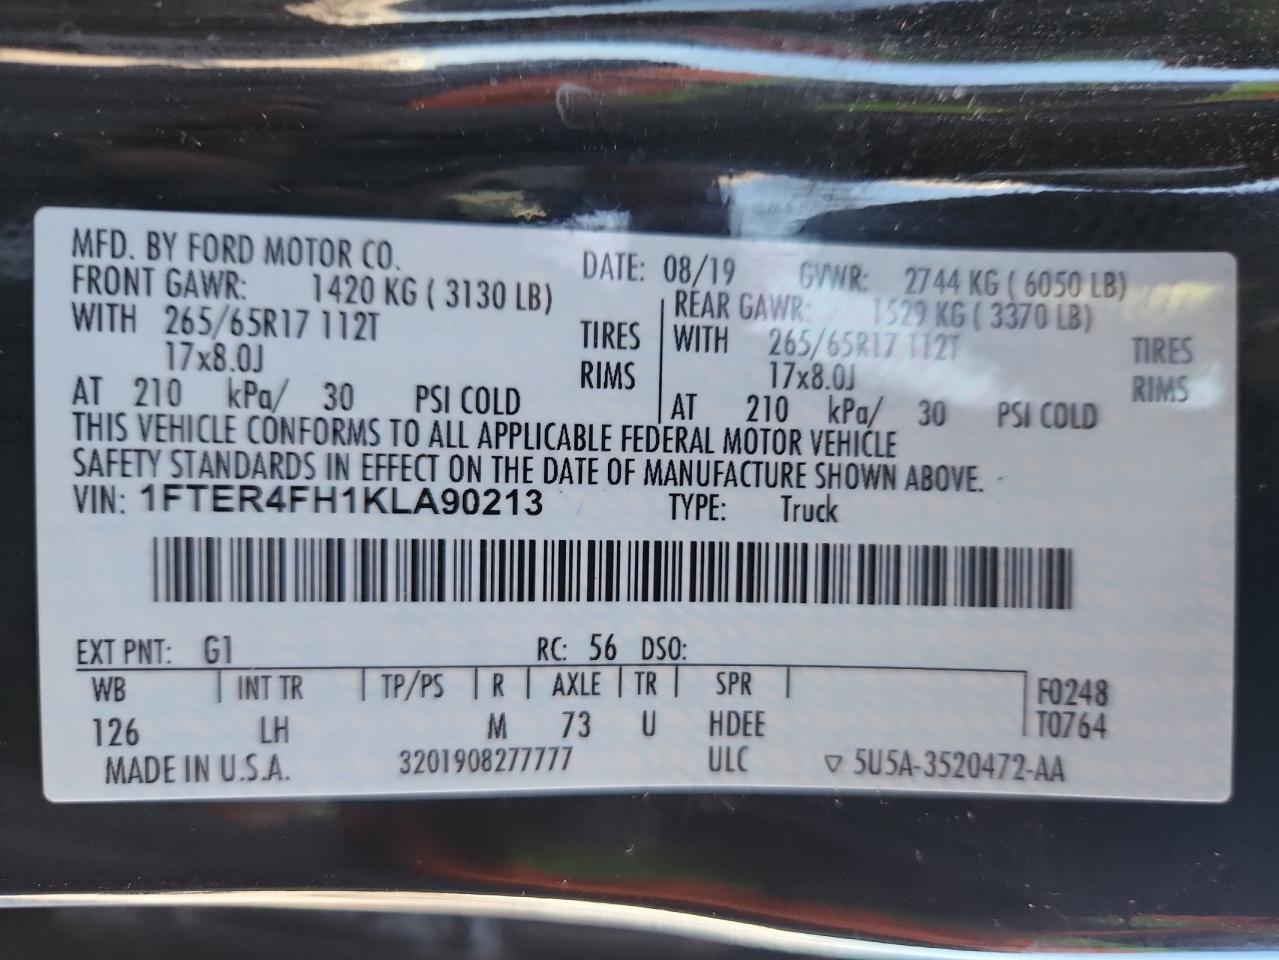 MFD. BY FORD MOTOR CO. DATE: 08/19 GVWR: 2744 KG ( 6050 LB)
FRONT GAWR: 1420 KG ( 3130 LB) REAR GAWR: 1529 KG ( 3370 LB)
WITH 265/65R17 112T TIRES WITH 265/65R17 112T TIRES
17x8.0J RIMS 17x8.0J RIMS
AT 210 kPa/ 30 PSI COLD AT 210 kPa/ 30 PSI COLD
THIS VEHICLE CONFORMS TO ALL APPLICABLE FEDERAL MOTOR VEHICLE
SAFETY STANDARDS IN EFFECT ON THE DATE OF MANUFACTURE SHOWN ABOVE.
VIN: 1FTER4FH1KLA90213 TYPE: Truck
EXT PNT: G1 RC: 56 DSO:
WB INT TR TP/PS R AXLE TR SPR F0248
126 LH M 73 U HDEE T0764
MADE IN U.S.A. 3201908277777 ULC ▽ 5U5A-3520472-AA